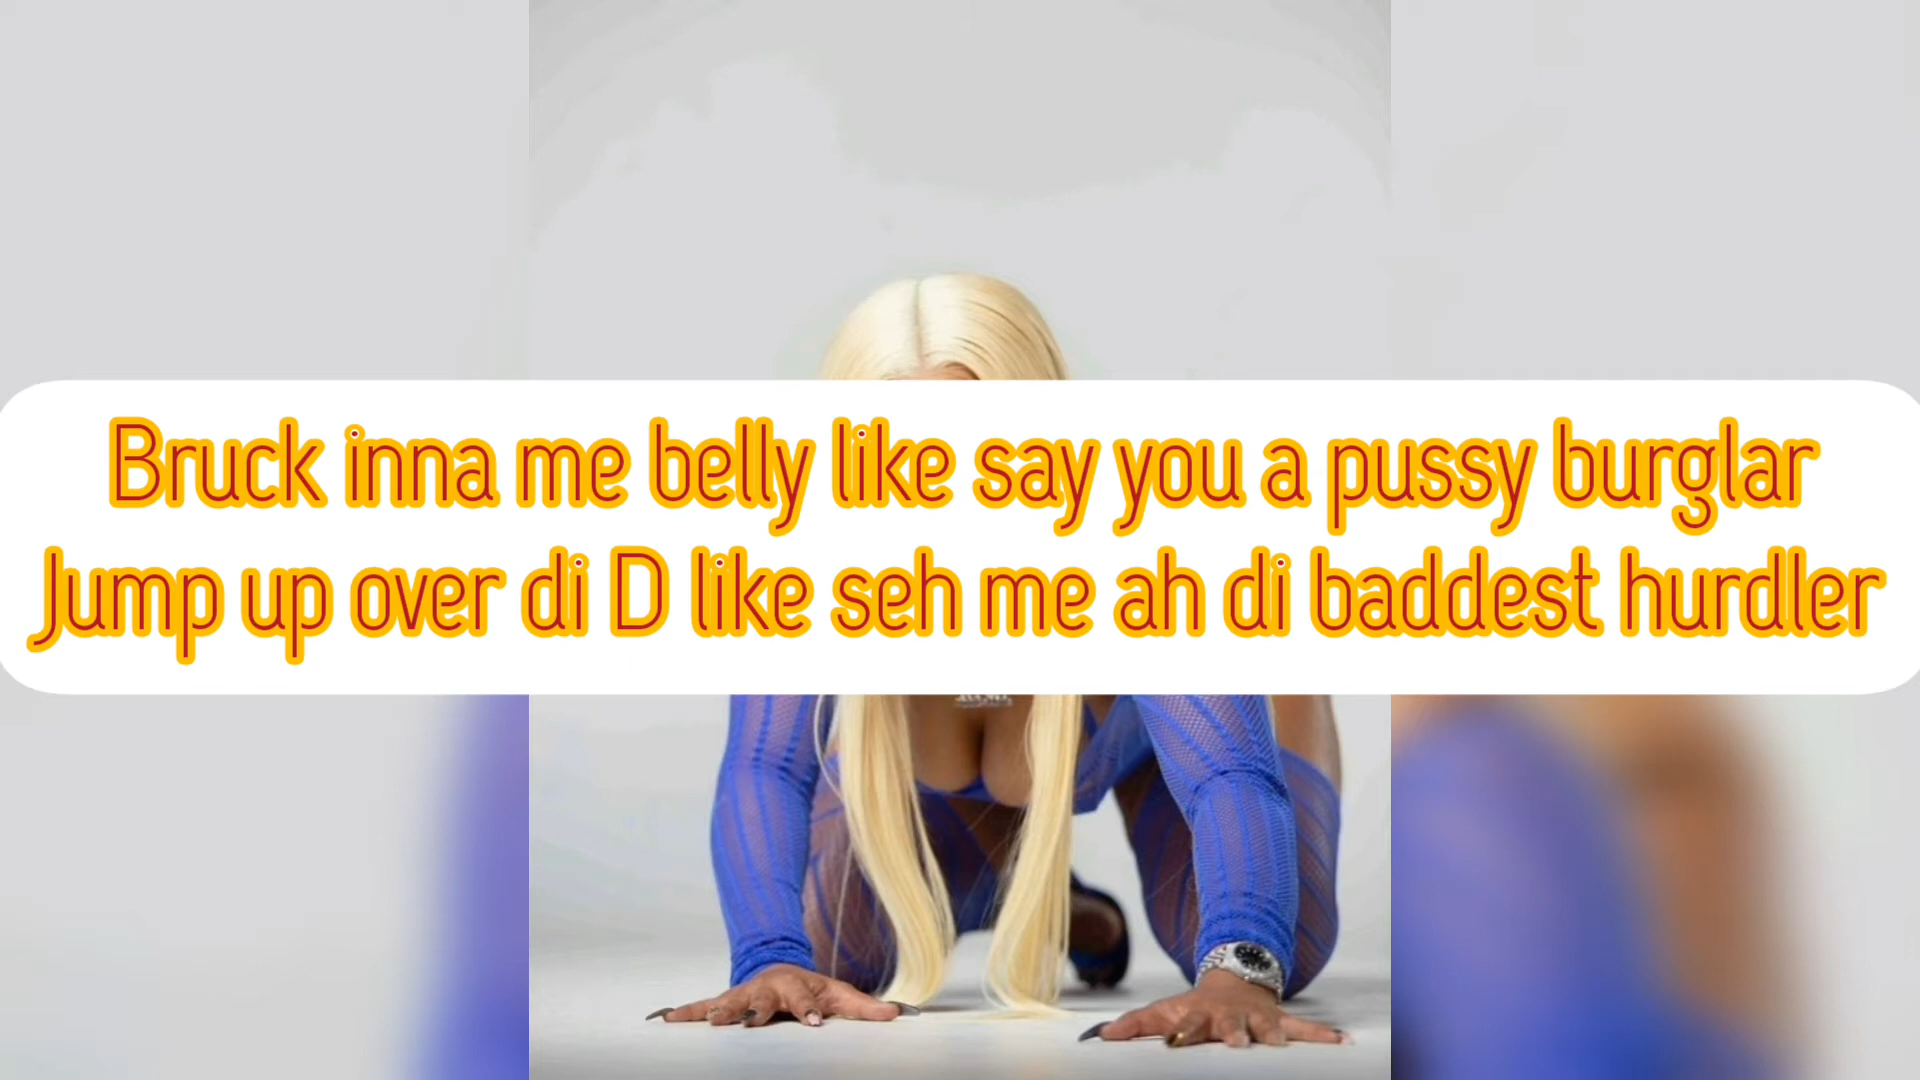 Bruck inna me belly like say you a pussy burglar
Jump up over di D like seh me ah di baddest hurdler